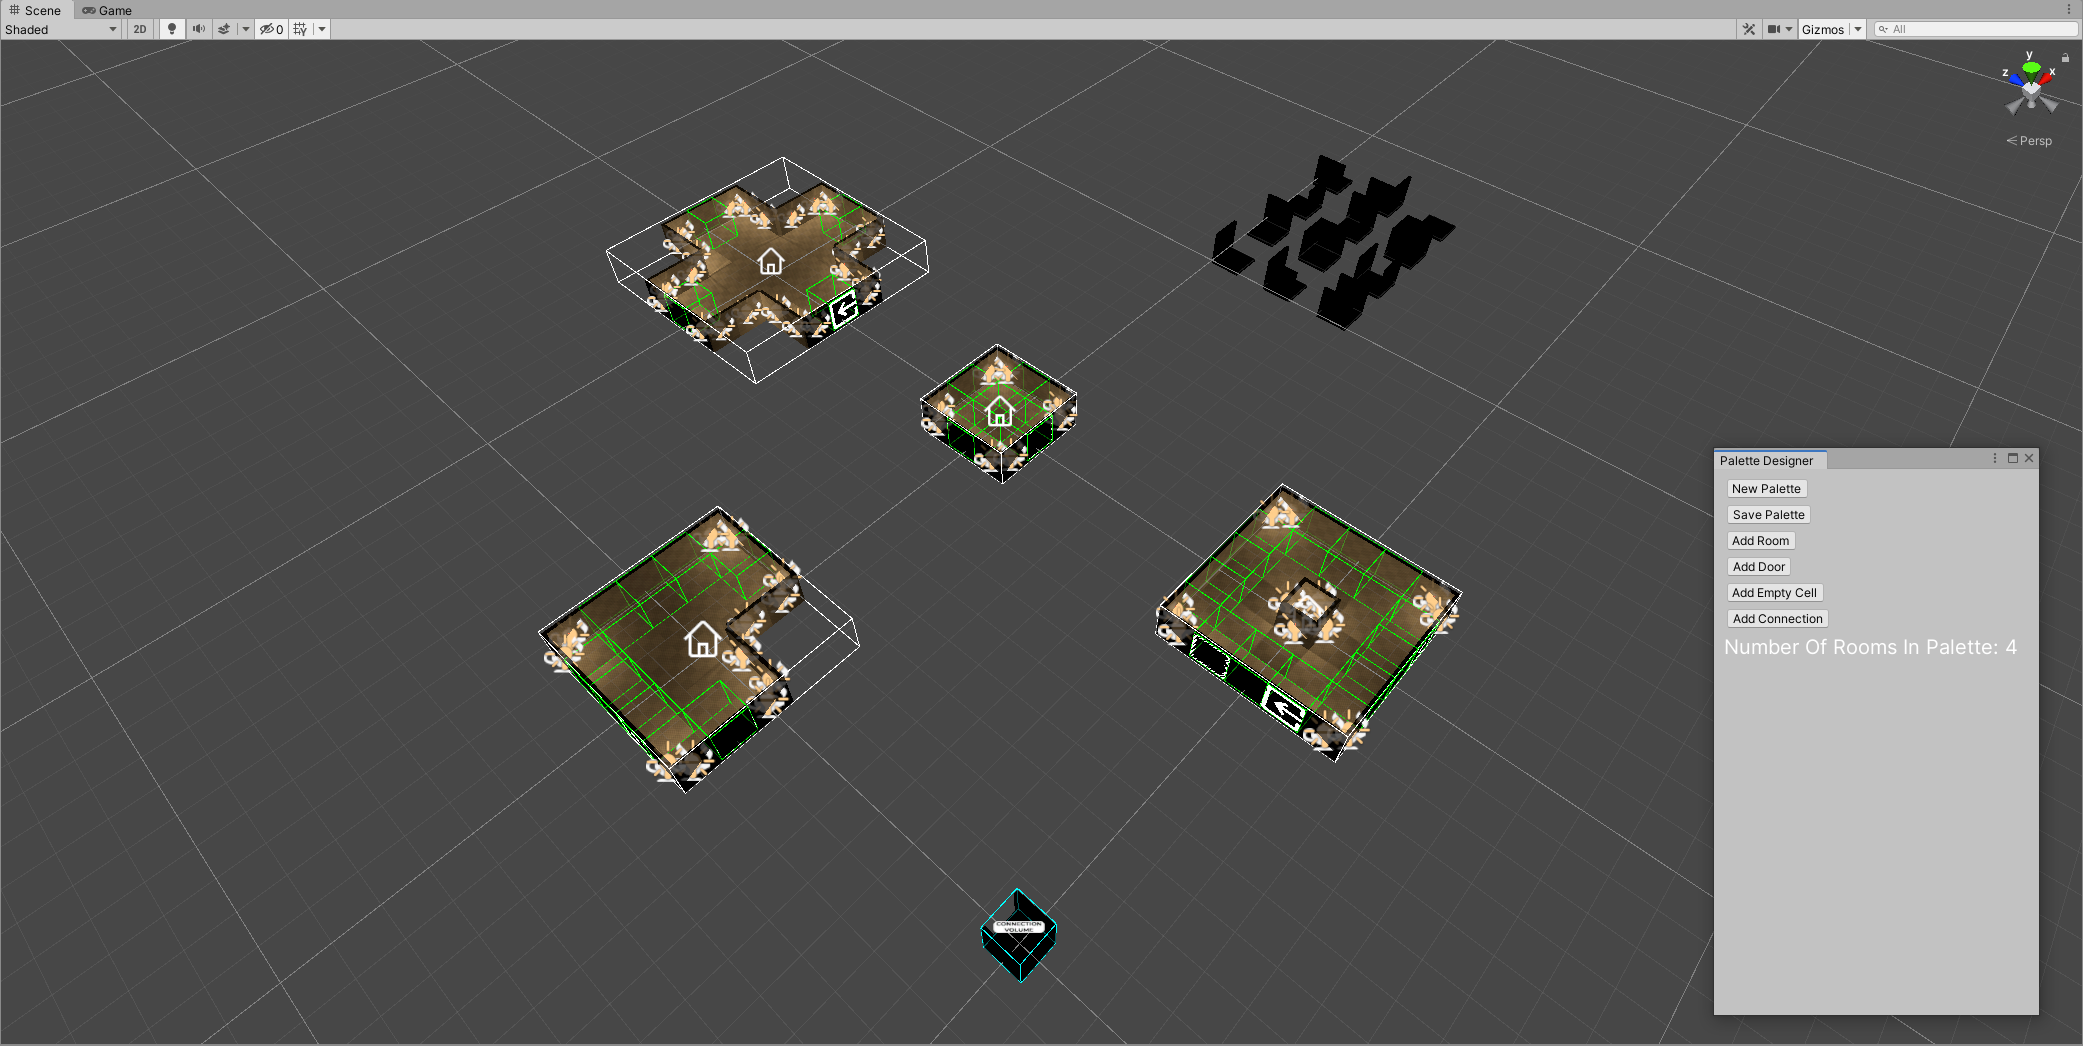 Scene
Game
Shaded
2D
0
Gizmos
All
y
z
x
Persp
Palette Designer
New Palette
Save Palette
Add Room
Add Door
Add Empty Cell
Add Connection
Number Of Rooms In Palette: 4
CONNECTION
VOLUME